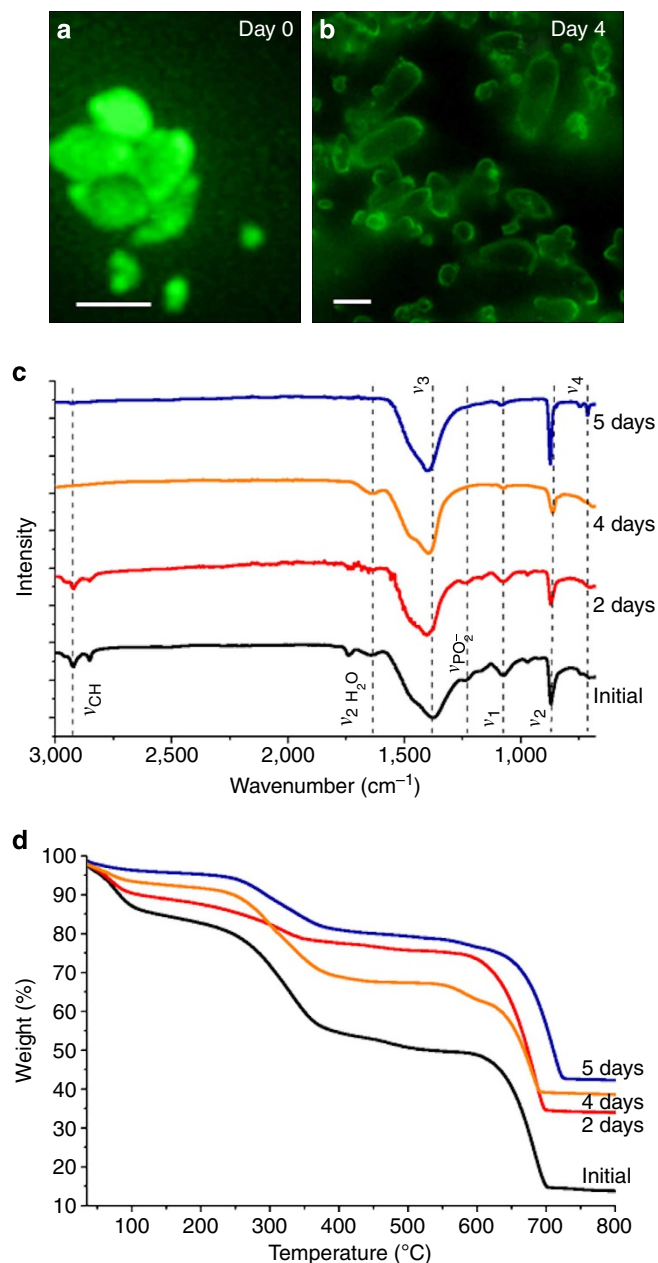 a Day 0
b Day 4
c
ν3
ν4
5 days
4 days
2 days
Initial
νCH
ν2 H2O
νPO2−
ν1
ν2
Intensity
3,000 2,500 2,000 1,500 1,000
Wavenumber (cm−1)
d
100
90
80
70
60
50
40
30
20
10
Weight (%)
5 days
4 days
2 days
Initial
100 200 300 400 500 600 700 800
Temperature (°C)